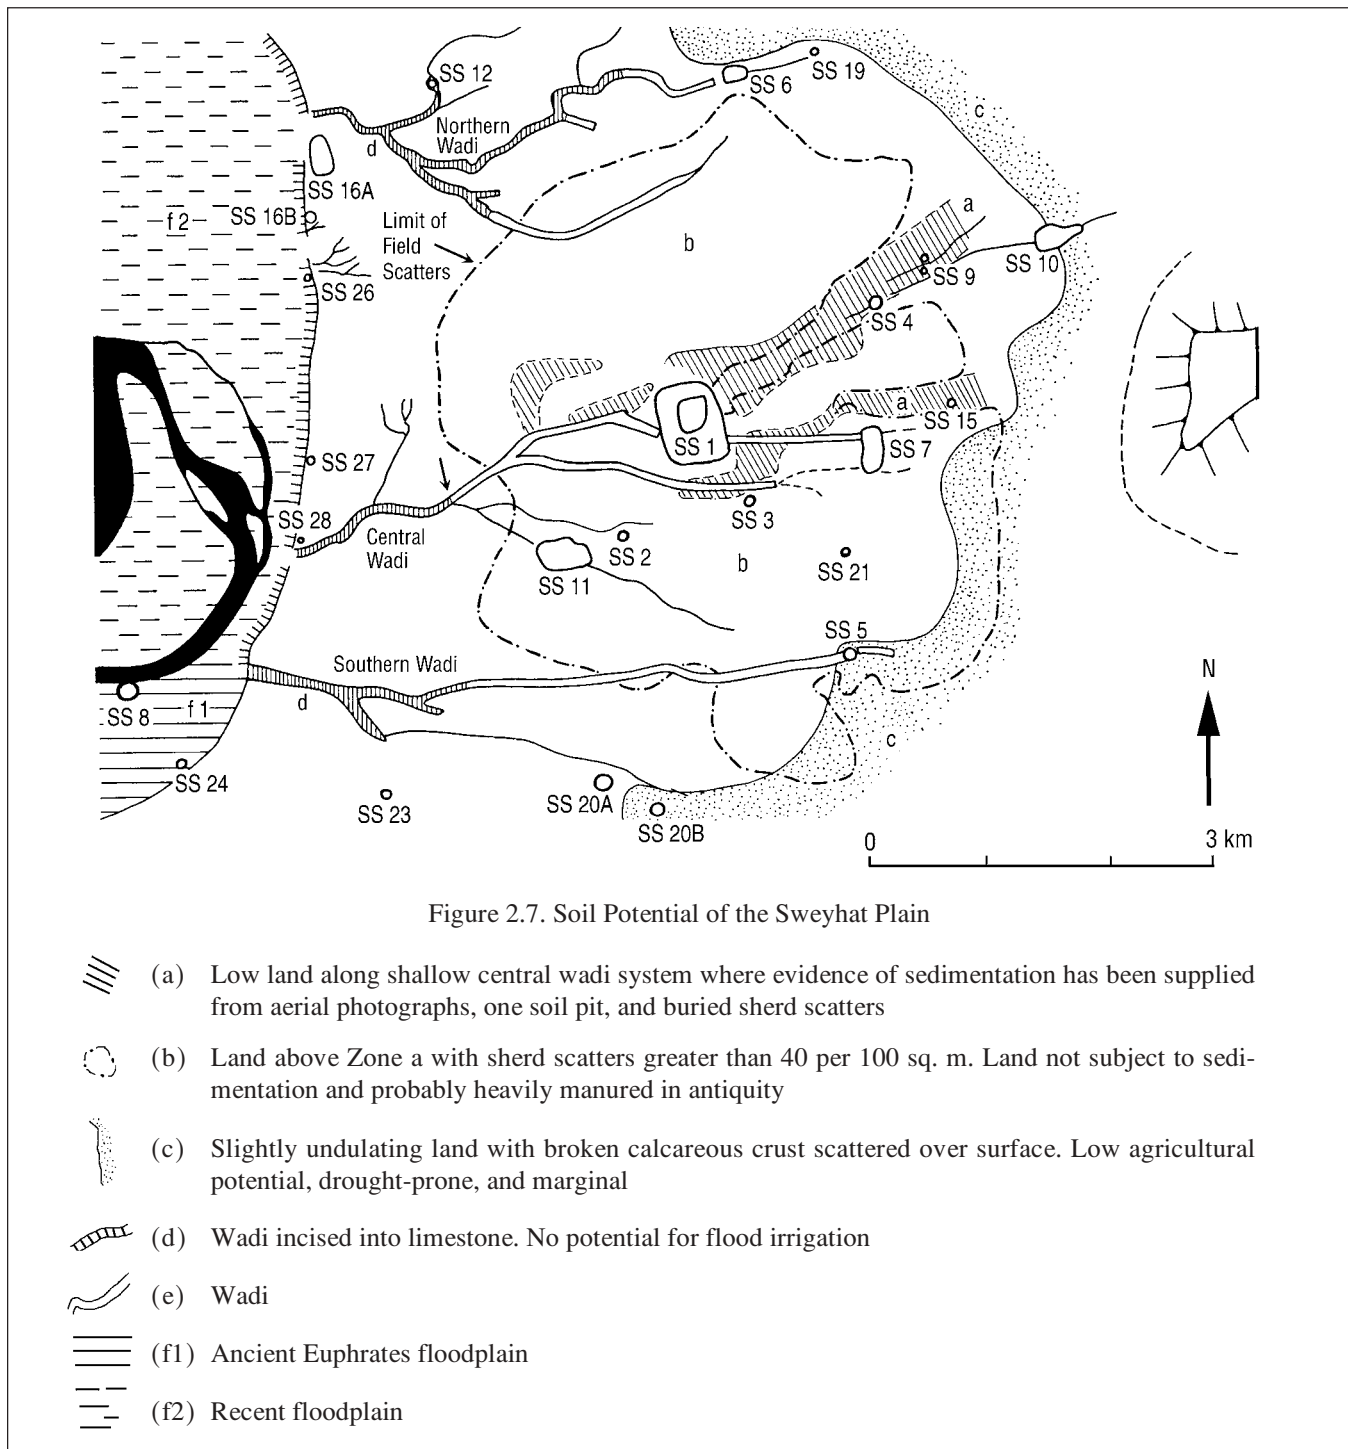 SS 12
SS 6
SS 19
c
Northern
Wadi
d
SS 16A
SS 16B
f 2
Limit of
Field
Scatters
b
a
SS 9
SS 10
SS 26
SS 4
SS 1
a
SS 15
SS 7
SS 27
SS 28
SS 3
Central
Wadi
SS 2
SS 11
b
SS 21
SS 5
Southern Wadi
N
SS 8
f 1
d
c
SS 24
SS 23
SS 20A
SS 20B
0
3 km
Figure 2.7. Soil Potential of the Sweyhat Plain
(a) Low land along shallow central wadi system where evidence of sedimentation has been supplied
from aerial photographs, one soil pit, and buried sherd scatters
(b) Land above Zone a with sherd scatters greater than 40 per 100 sq. m. Land not subject to sedi-
mentation and probably heavily manured in antiquity
(c) Slightly undulating land with broken calcareous crust scattered over surface. Low agricultural
potential, drought-prone, and marginal
(d) Wadi incised into limestone. No potential for flood irrigation
(e) Wadi
(f1) Ancient Euphrates floodplain
(f2) Recent floodplain